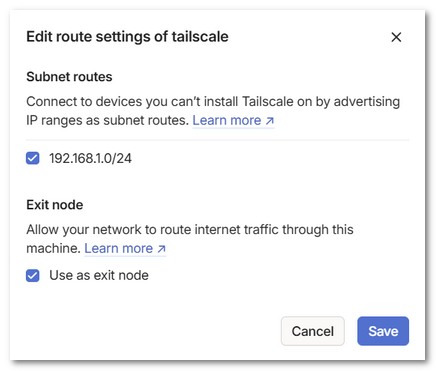 Edit route settings of tailscale
Subnet routes
Connect to devices you can’t install Tailscale on by advertising
IP ranges as subnet routes. Learn more ↗
192.168.1.0/24
Exit node
Allow your network to route internet traffic through this
machine. Learn more ↗
Use as exit node
Cancel
Save